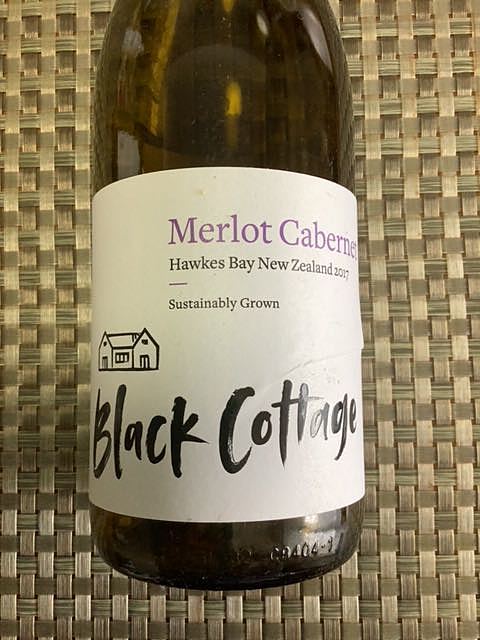 Merlot Cabernet
Hawkes Bay New Zealand 2017
Sustainably Grown
Black Cottage